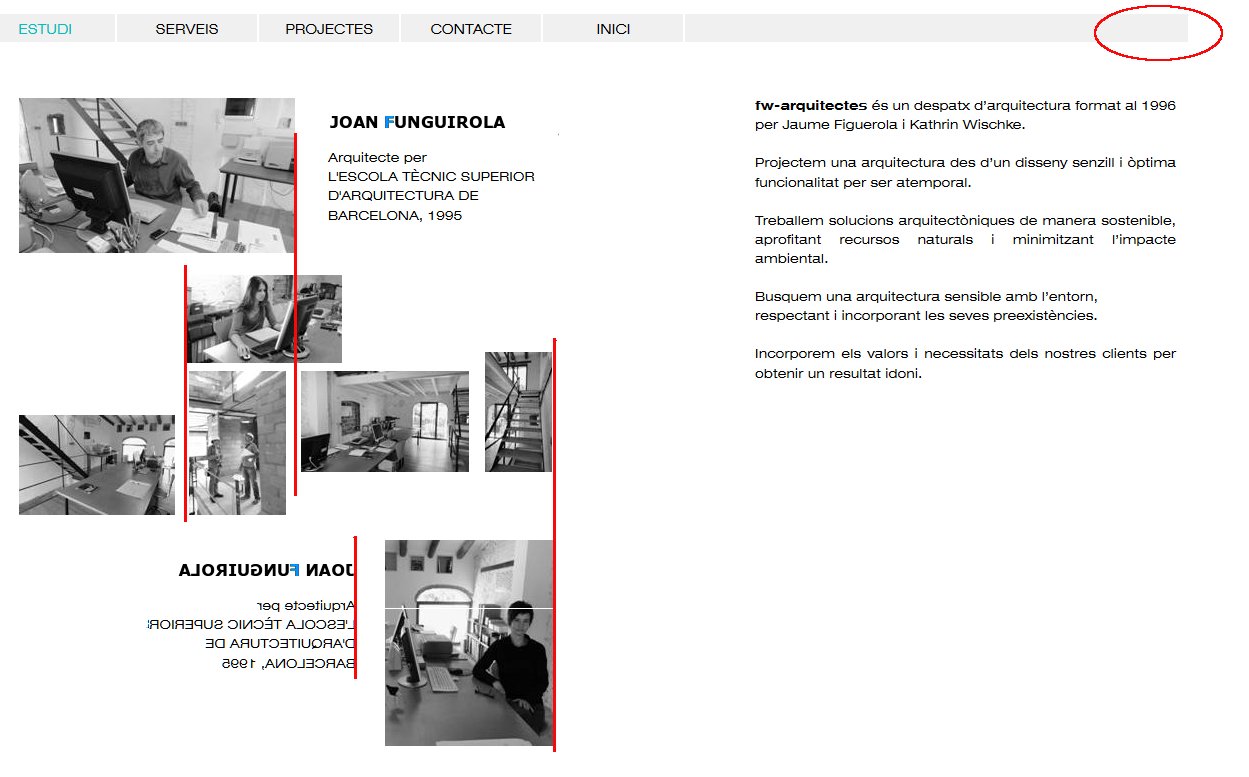 ESTUDI
SERVEIS
PROJECTES
CONTACTE
INICI
JOAN FUNGUIROLA
Arquitecte per
L'ESCOLA TÈCNIC SUPERIOR
D'ARQUITECTURA DE
BARCELONA, 1995
fw-arquitectes és un despatx d’arquitectura format al 1996
per Jaume Figuerola i Kathrin Wischke.
Projectem una arquitectura des d’un disseny senzill i òptima
funcionalitat per ser atemporal.
Treballem solucions arquitectòniques de manera sostenible,
aprofitant recursos naturals i minimitzant l’impacte
ambiental.
Busquem una arquitectura sensible amb l’entorn,
respectant i incorporant les seves preexistències.
Incorporem els valors i necessitats dels nostres clients per
obtenir un resultat idoni.
JOAN FUNGUIROLA
Arquitecte per
L'ESCOLA TÈCNIC SUPERIOR
D'ARQUITECTURA DE
BARCELONA, 1995